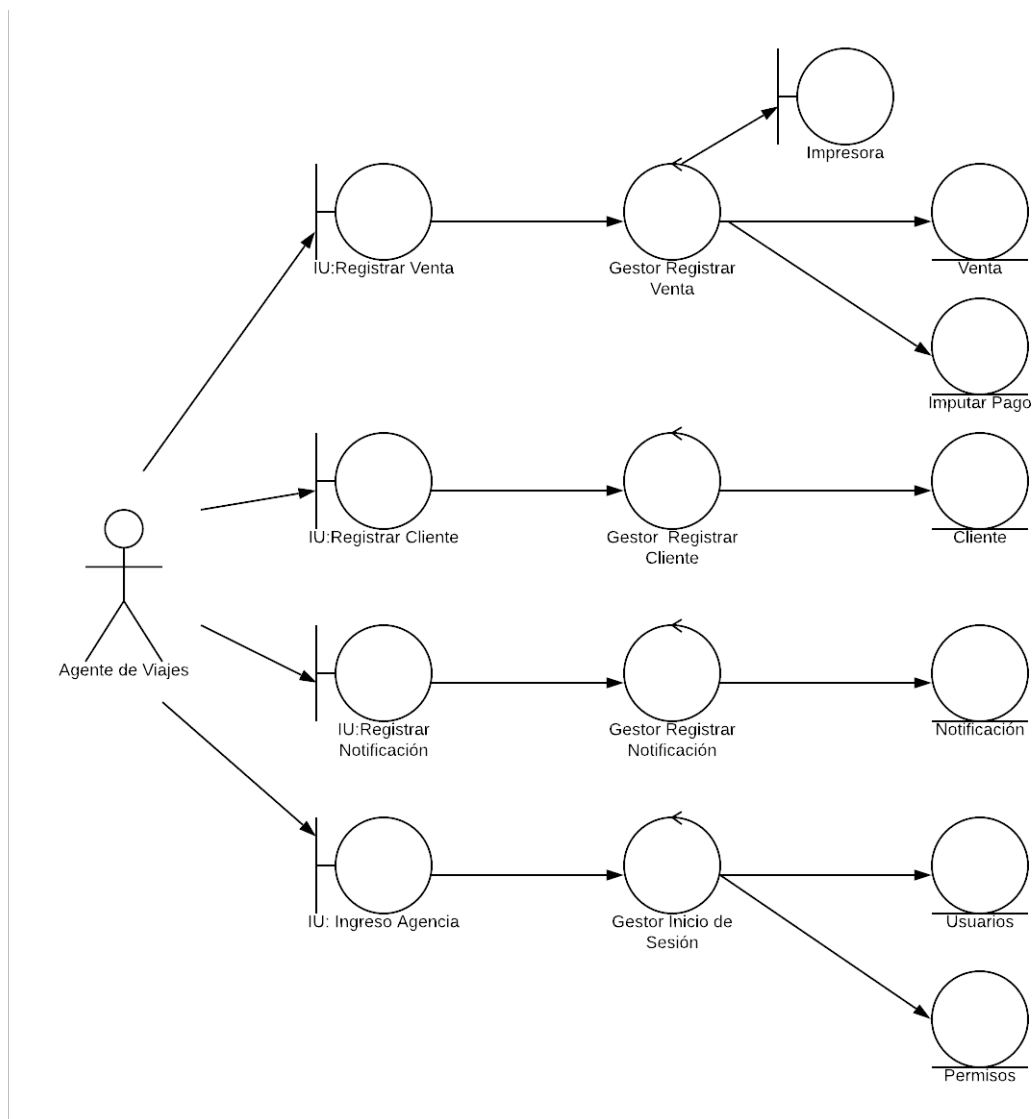 Impresora
IU:Registrar Venta
Gestor Registrar
Venta
Venta
Imputar Pago
IU:Registrar Cliente
Gestor  Registrar
Cliente
Cliente
Agente de Viajes
IU:Registrar
Notificación
Gestor Registrar
Notificación
Notificación
IU: Ingreso Agencia
Gestor Inicio de
Sesión
Usuarios
Permisos